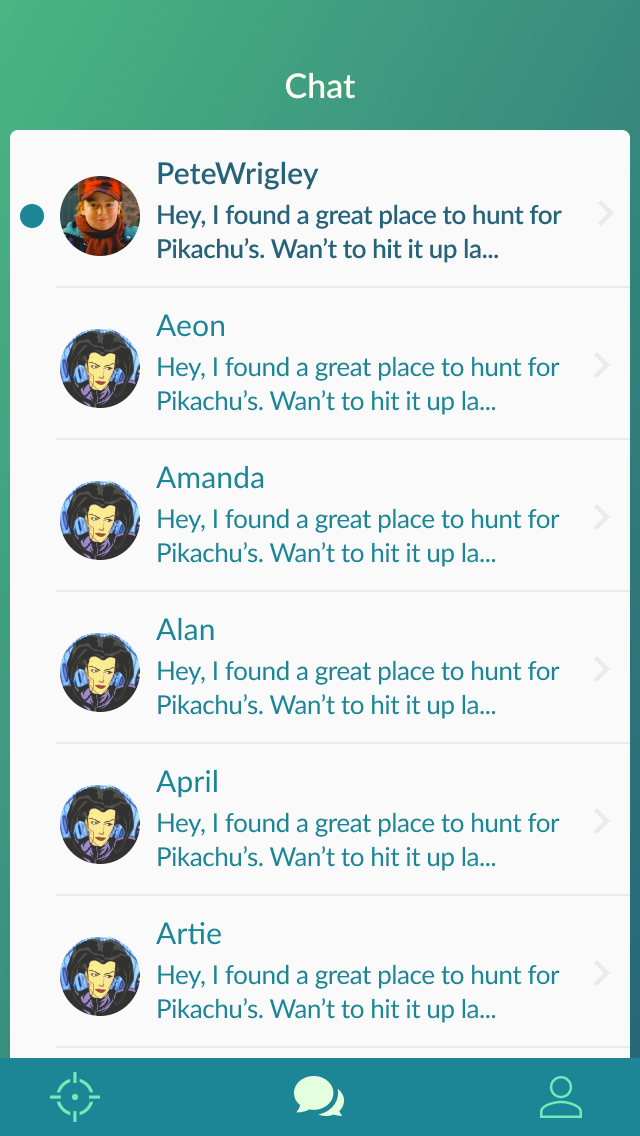 Chat
PeteWrigley
Hey, I found a great place to hunt for
Pikachu’s. Wan’t to hit it up la...
Aeon
Hey, I found a great place to hunt for
Pikachu’s. Wan’t to hit it up la...
Amanda
Hey, I found a great place to hunt for
Pikachu’s. Wan’t to hit it up la...
Alan
Hey, I found a great place to hunt for
Pikachu’s. Wan’t to hit it up la...
April
Hey, I found a great place to hunt for
Pikachu’s. Wan’t to hit it up la...
Artie
Hey, I found a great place to hunt for
Pikachu’s. Wan’t to hit it up la...